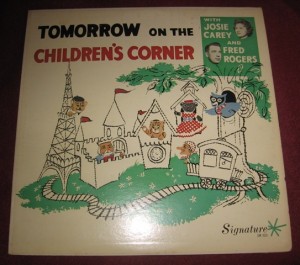 TOMORROW ON THE
CHILDREN'S CORNER
WITH
JOSIE
CAREY
AND
FRED
ROGERS
Signature